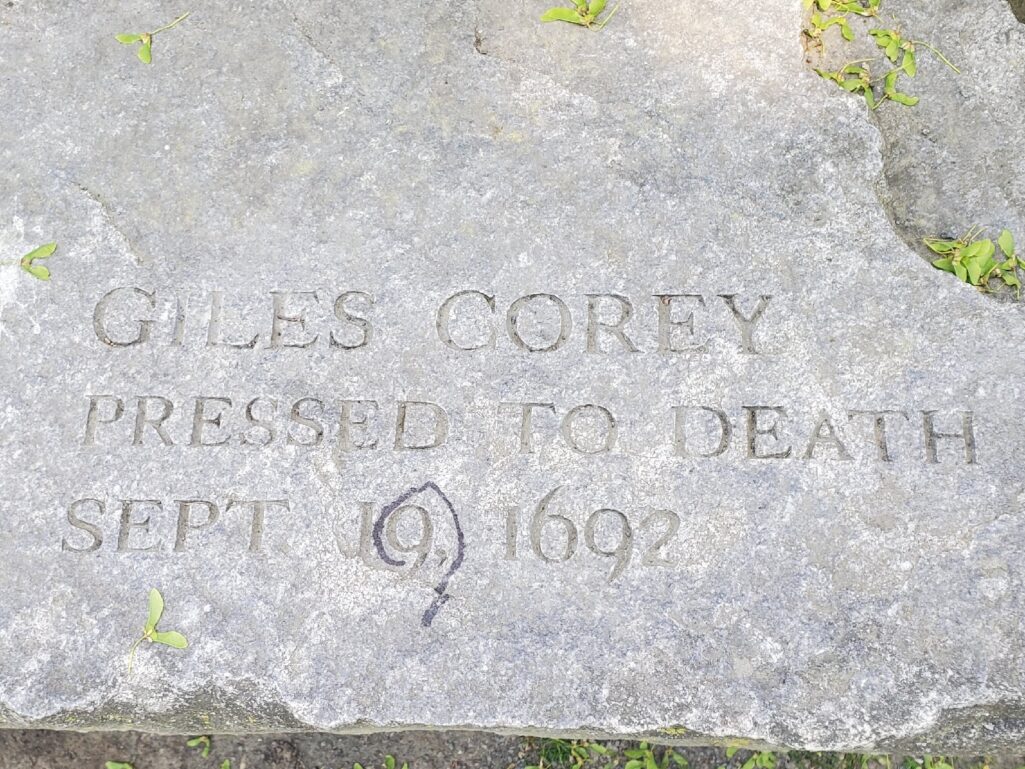 GILES COREY
PRESSED TO DEATH
SEPT. 19, 1692